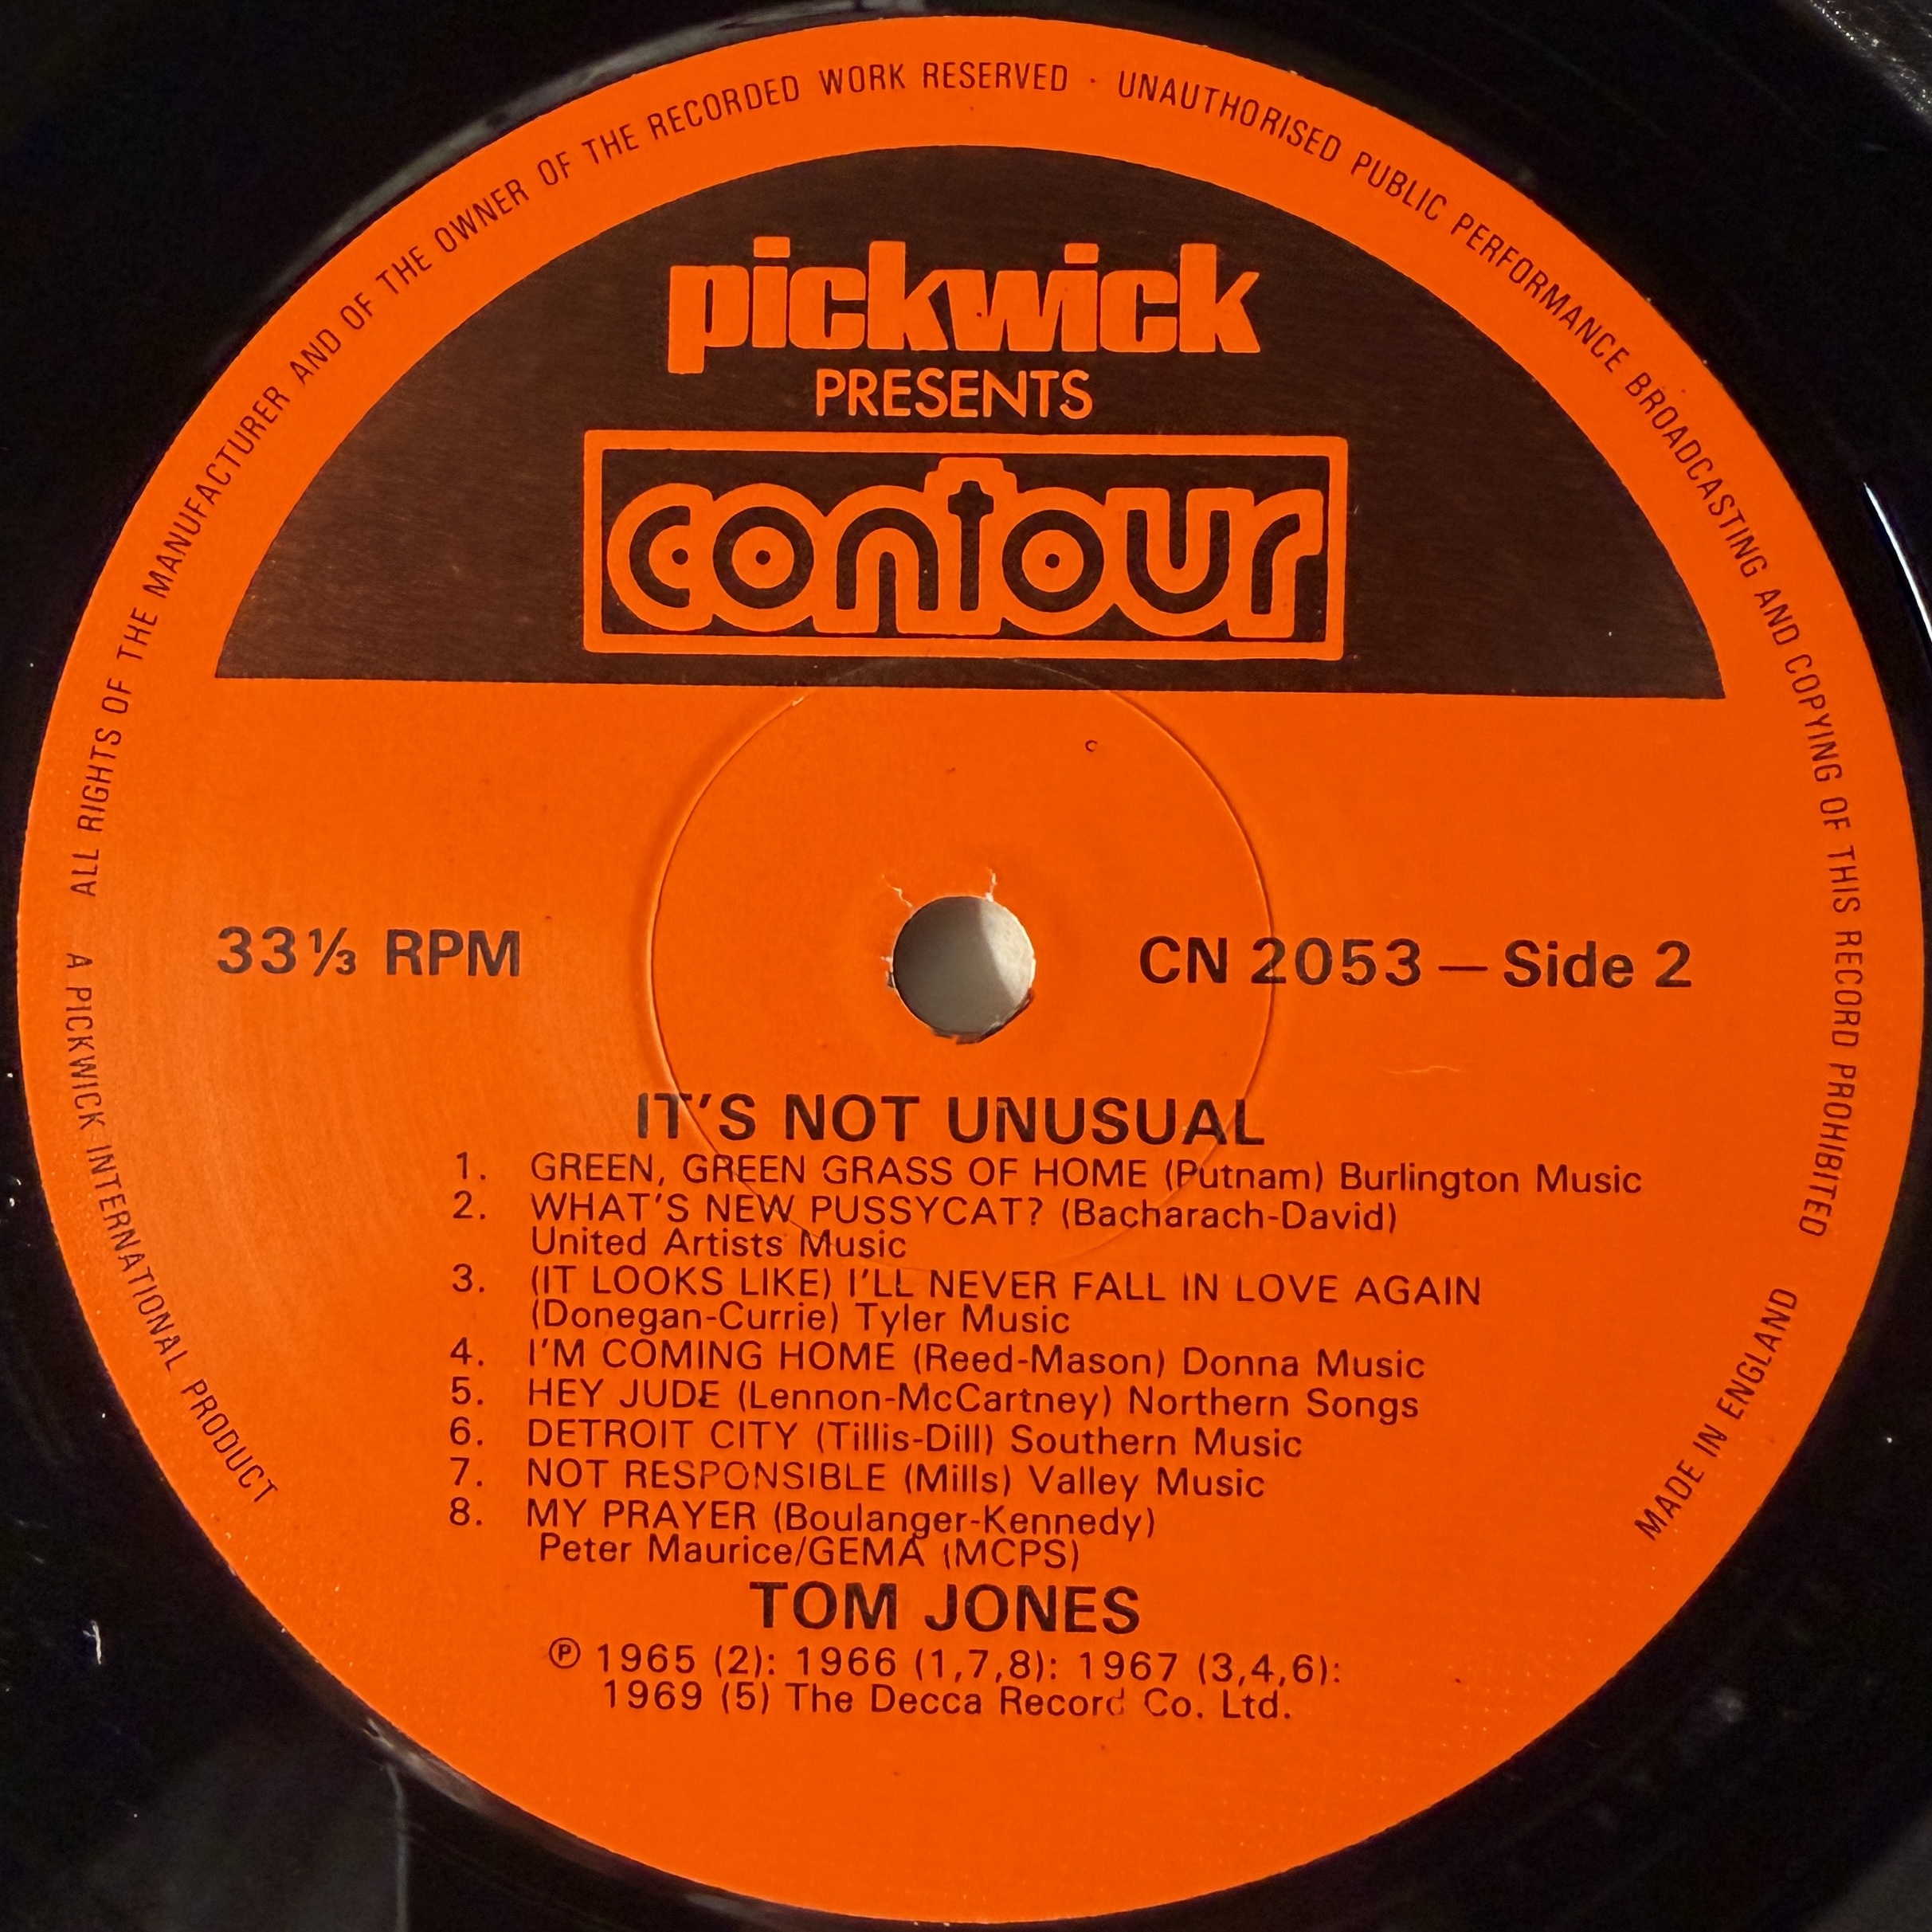 ALL RIGHTS OF THE MANUFACTURER AND OF THE OWNER OF THE RECORDED WORK RESERVED · UNAUTHORISED PUBLIC PERFORMANCE BROADCASTING AND COPYING OF THIS RECORD PROHIBITED
pickwick
PRESENTS
contour
33⅓ RPM
CN 2053 — Side 2
IT'S NOT UNUSUAL
1. GREEN, GREEN GRASS OF HOME (Putnam) Burlington Music
2. WHAT'S NEW PUSSYCAT? (Bacharach-David)
United Artists Music
3. (IT LOOKS LIKE) I'LL NEVER FALL IN LOVE AGAIN
(Donegan-Currie) Tyler Music
4. I'M COMING HOME (Reed-Mason) Donna Music
5. HEY JUDE (Lennon-McCartney) Northern Songs
6. DETROIT CITY (Tillis-Dill) Southern Music
7. NOT RESPONSIBLE (Mills) Valley Music
8. MY PRAYER (Boulanger-Kennedy)
Peter Maurice/GEMA (MCPS)
TOM JONES
℗ 1965 (2): 1966 (1,7,8): 1967 (3,4,6):
1969 (5) The Decca Record Co. Ltd.
A PICKWICK INTERNATIONAL PRODUCT
MADE IN ENGLAND